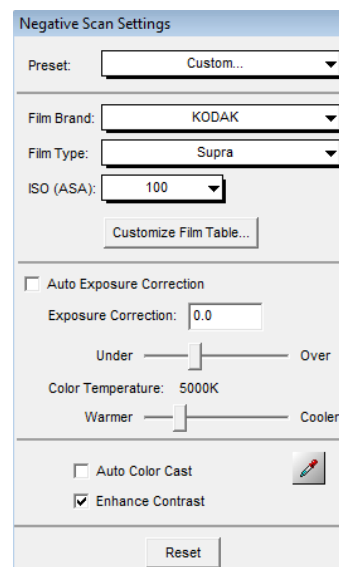 Negative Scan Settings
Preset: Custom...
Film Brand: KODAK
Film Type: Supra
ISO (ASA): 100
Customize Film Table...
Auto Exposure Correction
Exposure Correction: 0.0
Under Over
Color Temperature: 5000K
Warmer Cooler
Auto Color Cast
Enhance Contrast
Reset